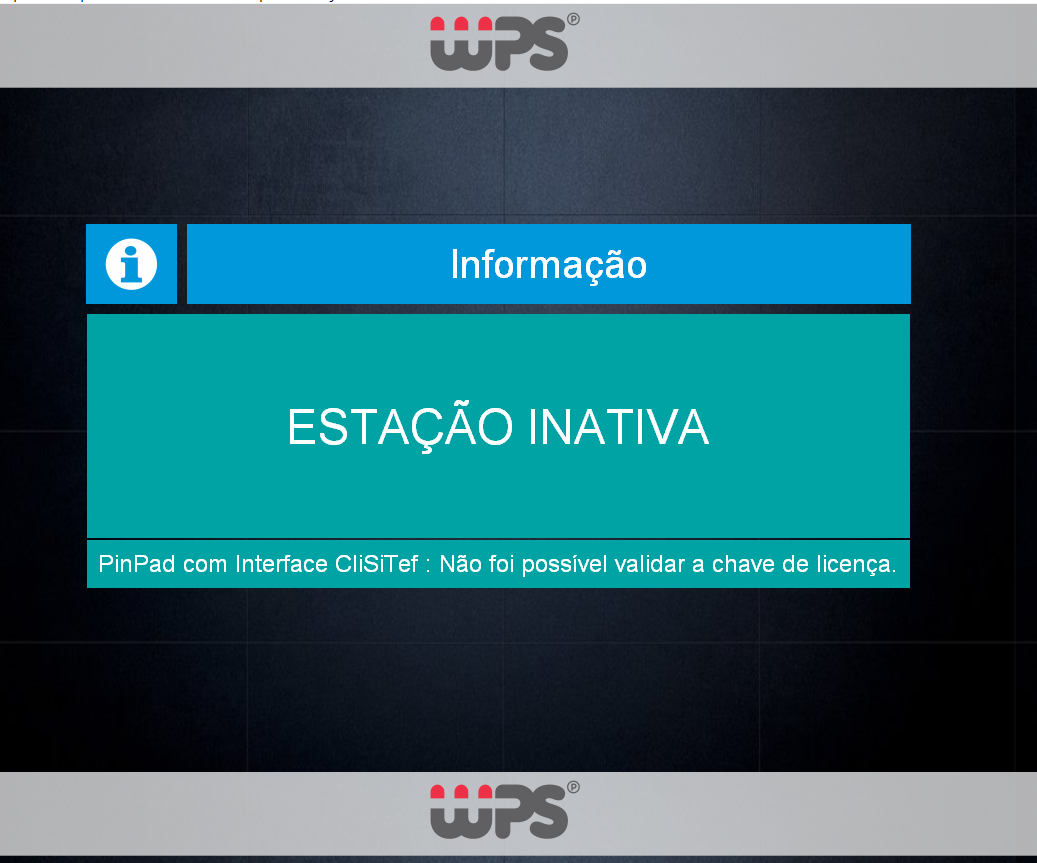 WPS®
Informação
ESTAÇÃO INATIVA
PinPad com Interface CliSiTef : Não foi possível validar a chave de licença.
WPS®